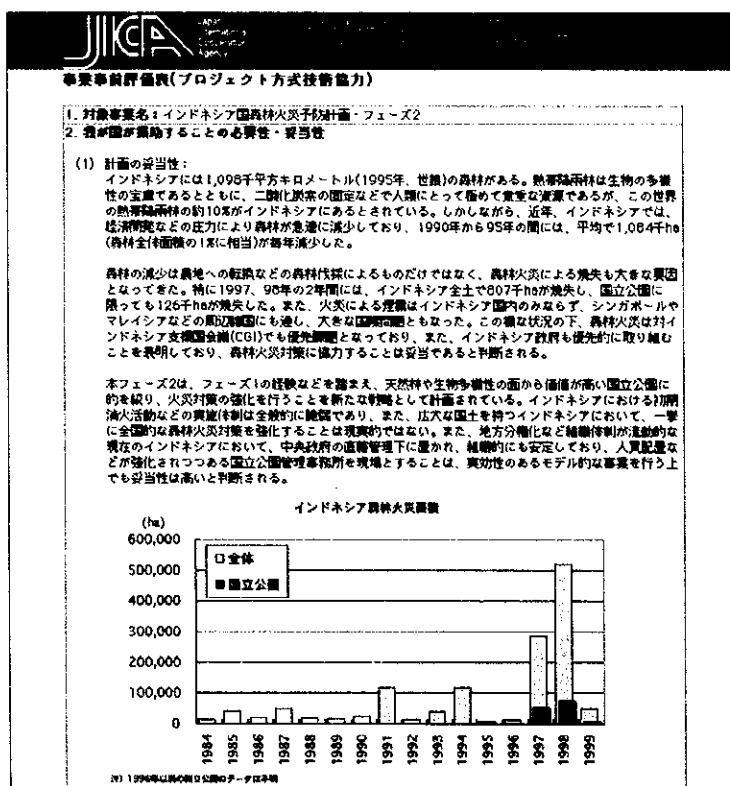 JICA Japan International Cooperation Agency
事業事前評価表(プロジェクト方式技術協力)
1. 対象事業名：インドネシア国森林火災予防計画・フェーズ2
2. 我が国が援助することの必要性・妥当性
(1) 計画の妥当性：
インドネシアには1,098千平方キロメートル(1995年、世銀)の森林がある。熱帯降雨林は生物の多様
性の宝庫であるとともに、二酸化炭素の固定などで人類にとって極めて貴重な資源であるが、この世界
の熱帯降雨林の約10%がインドネシアにあるとされている。しかしながら、近年、インドネシアでは、
経済開発などの圧力により森林が急速に減少しており、1990年から95年の間には、平均で1,084千ha
(森林全体面積の1%に相当)が毎年減少した。
森林の減少は農地への転換などの森林伐採によるものだけではなく、森林火災による焼失も大きな要因
となってきた。特に1997、98年の2年間には、インドネシア全土で807千haが焼失し、国立公園に
限っても126千haが焼失した。また、火災による煙霧はインドネシア国内のみならず、シンガポールや
マレイシアなどの周辺諸国にも達し、大きな国際問題ともなった。この様な状況の下、森林火災は対イ
ンドネシア支援国会議(CGI)でも優先課題となっており、また、インドネシア政府も優先的に取り組む
ことを表明しており、森林火災対策に協力することは妥当であると判断される。
本フェーズ2は、フェーズ1の経験などを踏まえ、天然林や生物多様性の面から価値が高い国立公園に
的を絞り、火災対策の強化を行うことを新たな戦略として計画されている。インドネシアにおける初期
消火活動などの実施体制は全般的に脆弱であり、また、広大な国土を持つインドネシアにおいて、一挙
に全国的な森林火災対策を強化することは現実的ではない。また、地方分権化など組織体制が流動的な
現在のインドネシアにおいて、中央政府の直轄管理下に置かれ、組織的にも安定しており、人員配置な
どが強化されつつある国立公園管理事務所を現場とすることは、実効性のあるモデル的な事業を行う上
でも妥当性は高いと判断される。
インドネシア森林火災面積
(ha)
600,000
500,000
400,000
300,000
200,000
100,000
0
全体
国立公園
1984 1985 1986 1987 1988 1989 1990 1991 1992 1993 1994 1995 1996 1997 1998 1999
注) 1996年以前の国立公園のデータは不明